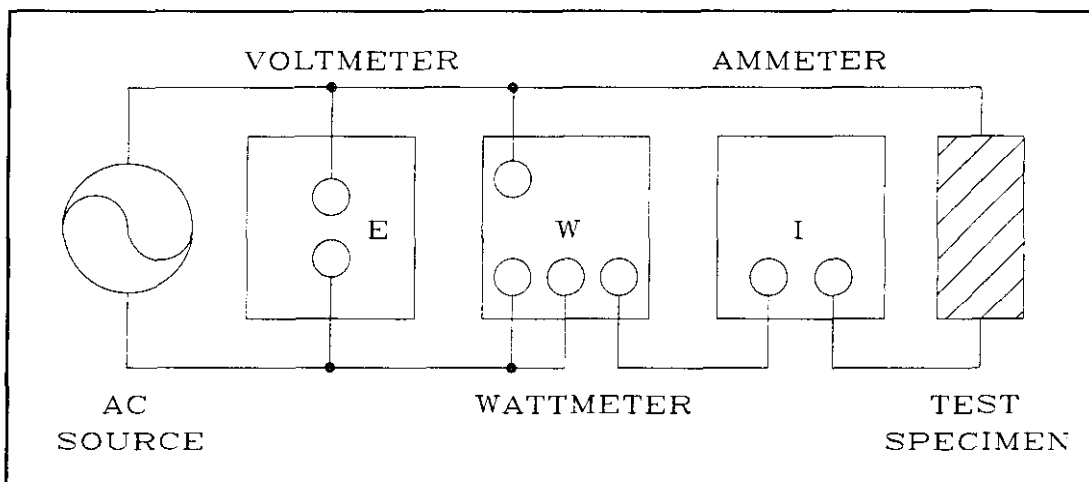 VOLTMETER
AMMETER
E
W
I
AC
SOURCE
WATTMETER
TEST
SPECIMEN